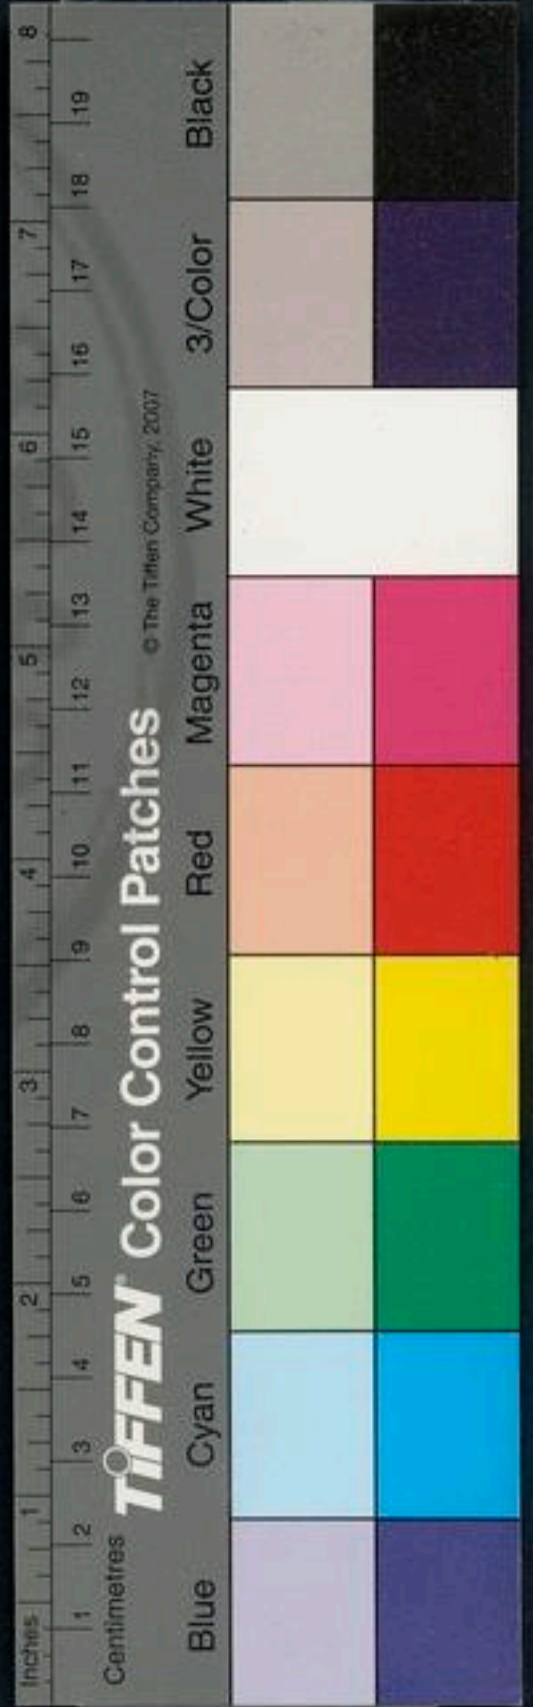 Inches 1 2 3 4 5 6 7 8
Centimetres 1 2 3 4 5 6 7 8 9 10 11 12 13 14 15 16 17 18 19
TIFFEN® Color Control Patches © The Tiffen Company, 2007
Blue Cyan Green Yellow Red Magenta White 3/Color Black